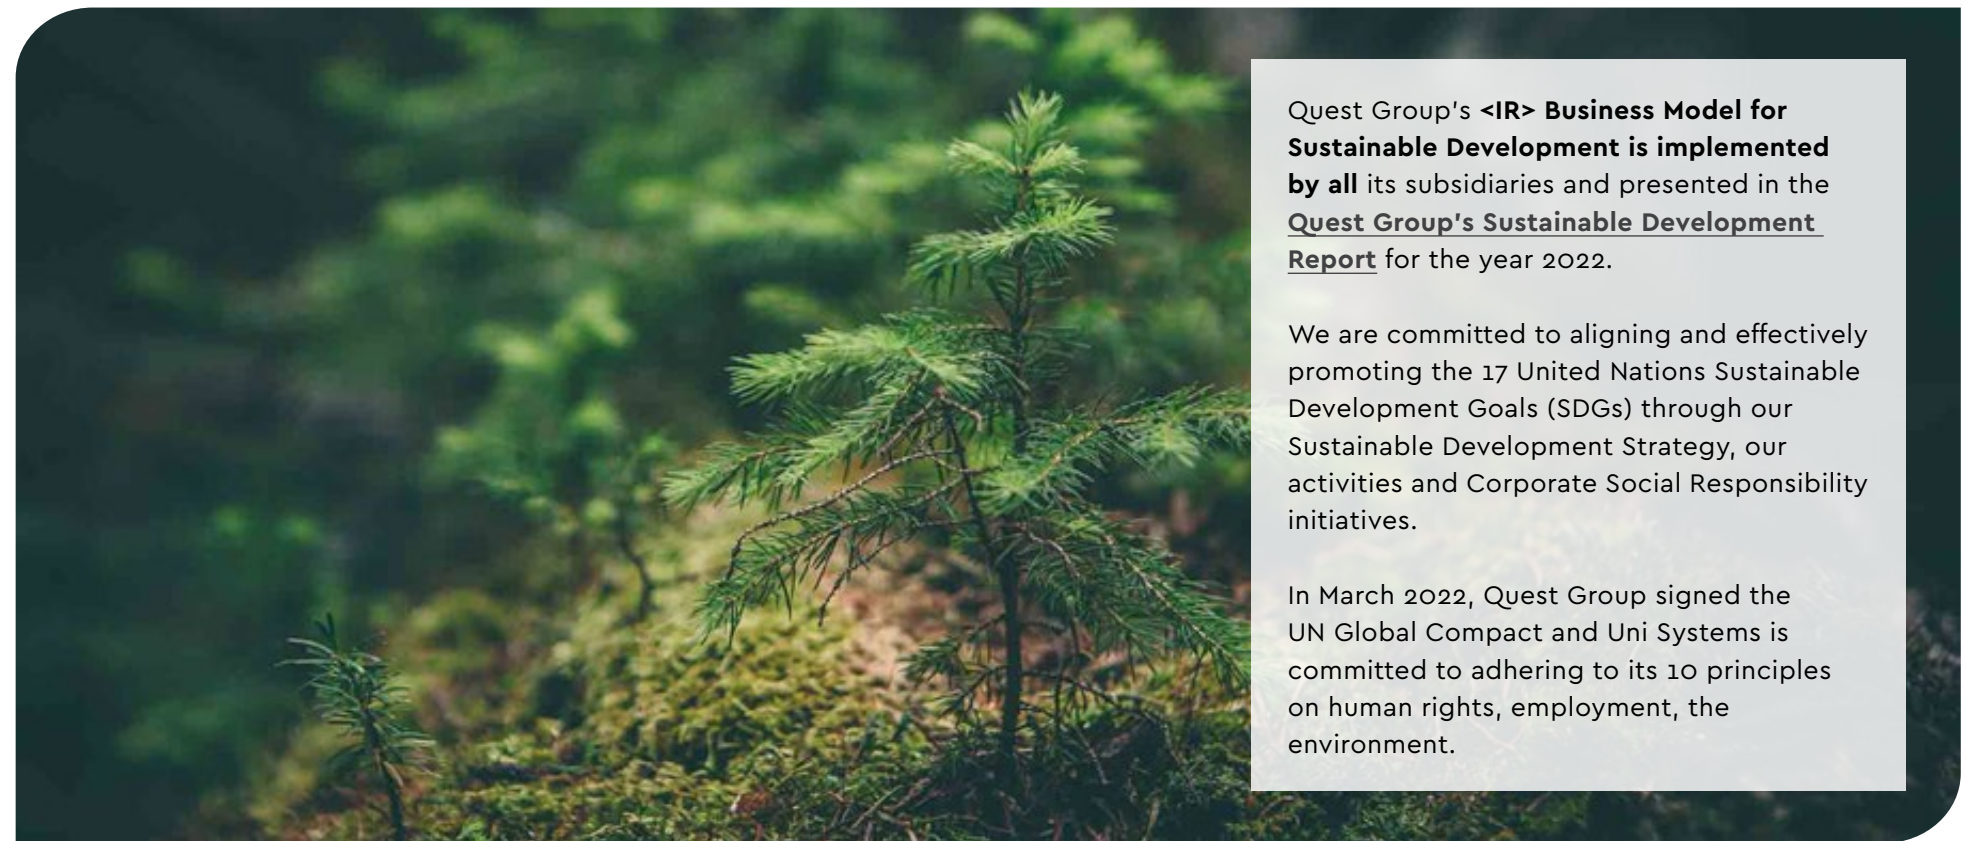 Quest Group's <IR> Business Model for
Sustainable Development is implemented
by all its subsidiaries and presented in the
Quest Group's Sustainable Development
Report for the year 2022.
We are committed to aligning and effectively
promoting the 17 United Nations Sustainable
Development Goals (SDGs) through our
Sustainable Development Strategy, our
activities and Corporate Social Responsibility
initiatives.
In March 2022, Quest Group signed the
UN Global Compact and Uni Systems is
committed to adhering to its 10 principles
on human rights, employment, the
environment.